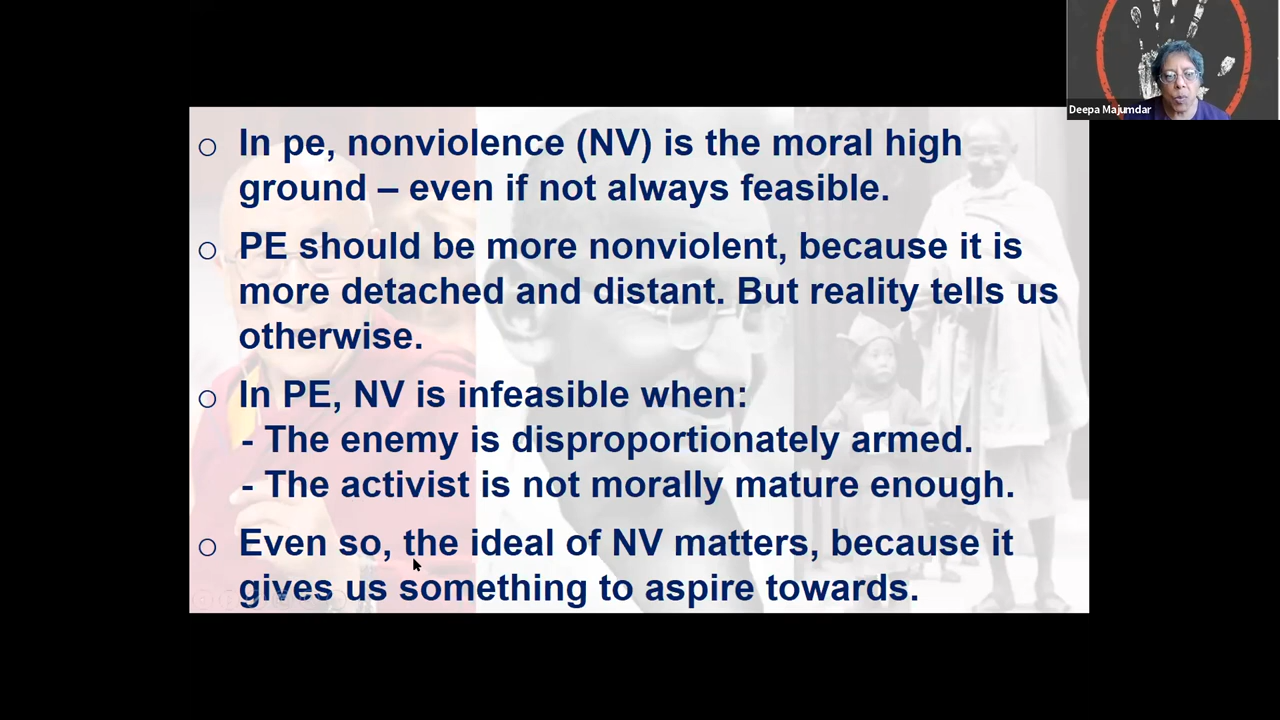 Deepa Majumdar
o In pe, nonviolence (NV) is the moral high
ground – even if not always feasible.
o PE should be more nonviolent, because it is
more detached and distant. But reality tells us
otherwise.
o In PE, NV is infeasible when:
- The enemy is disproportionately armed.
- The activist is not morally mature enough.
o Even so, the ideal of NV matters, because it
gives us something to aspire towards.